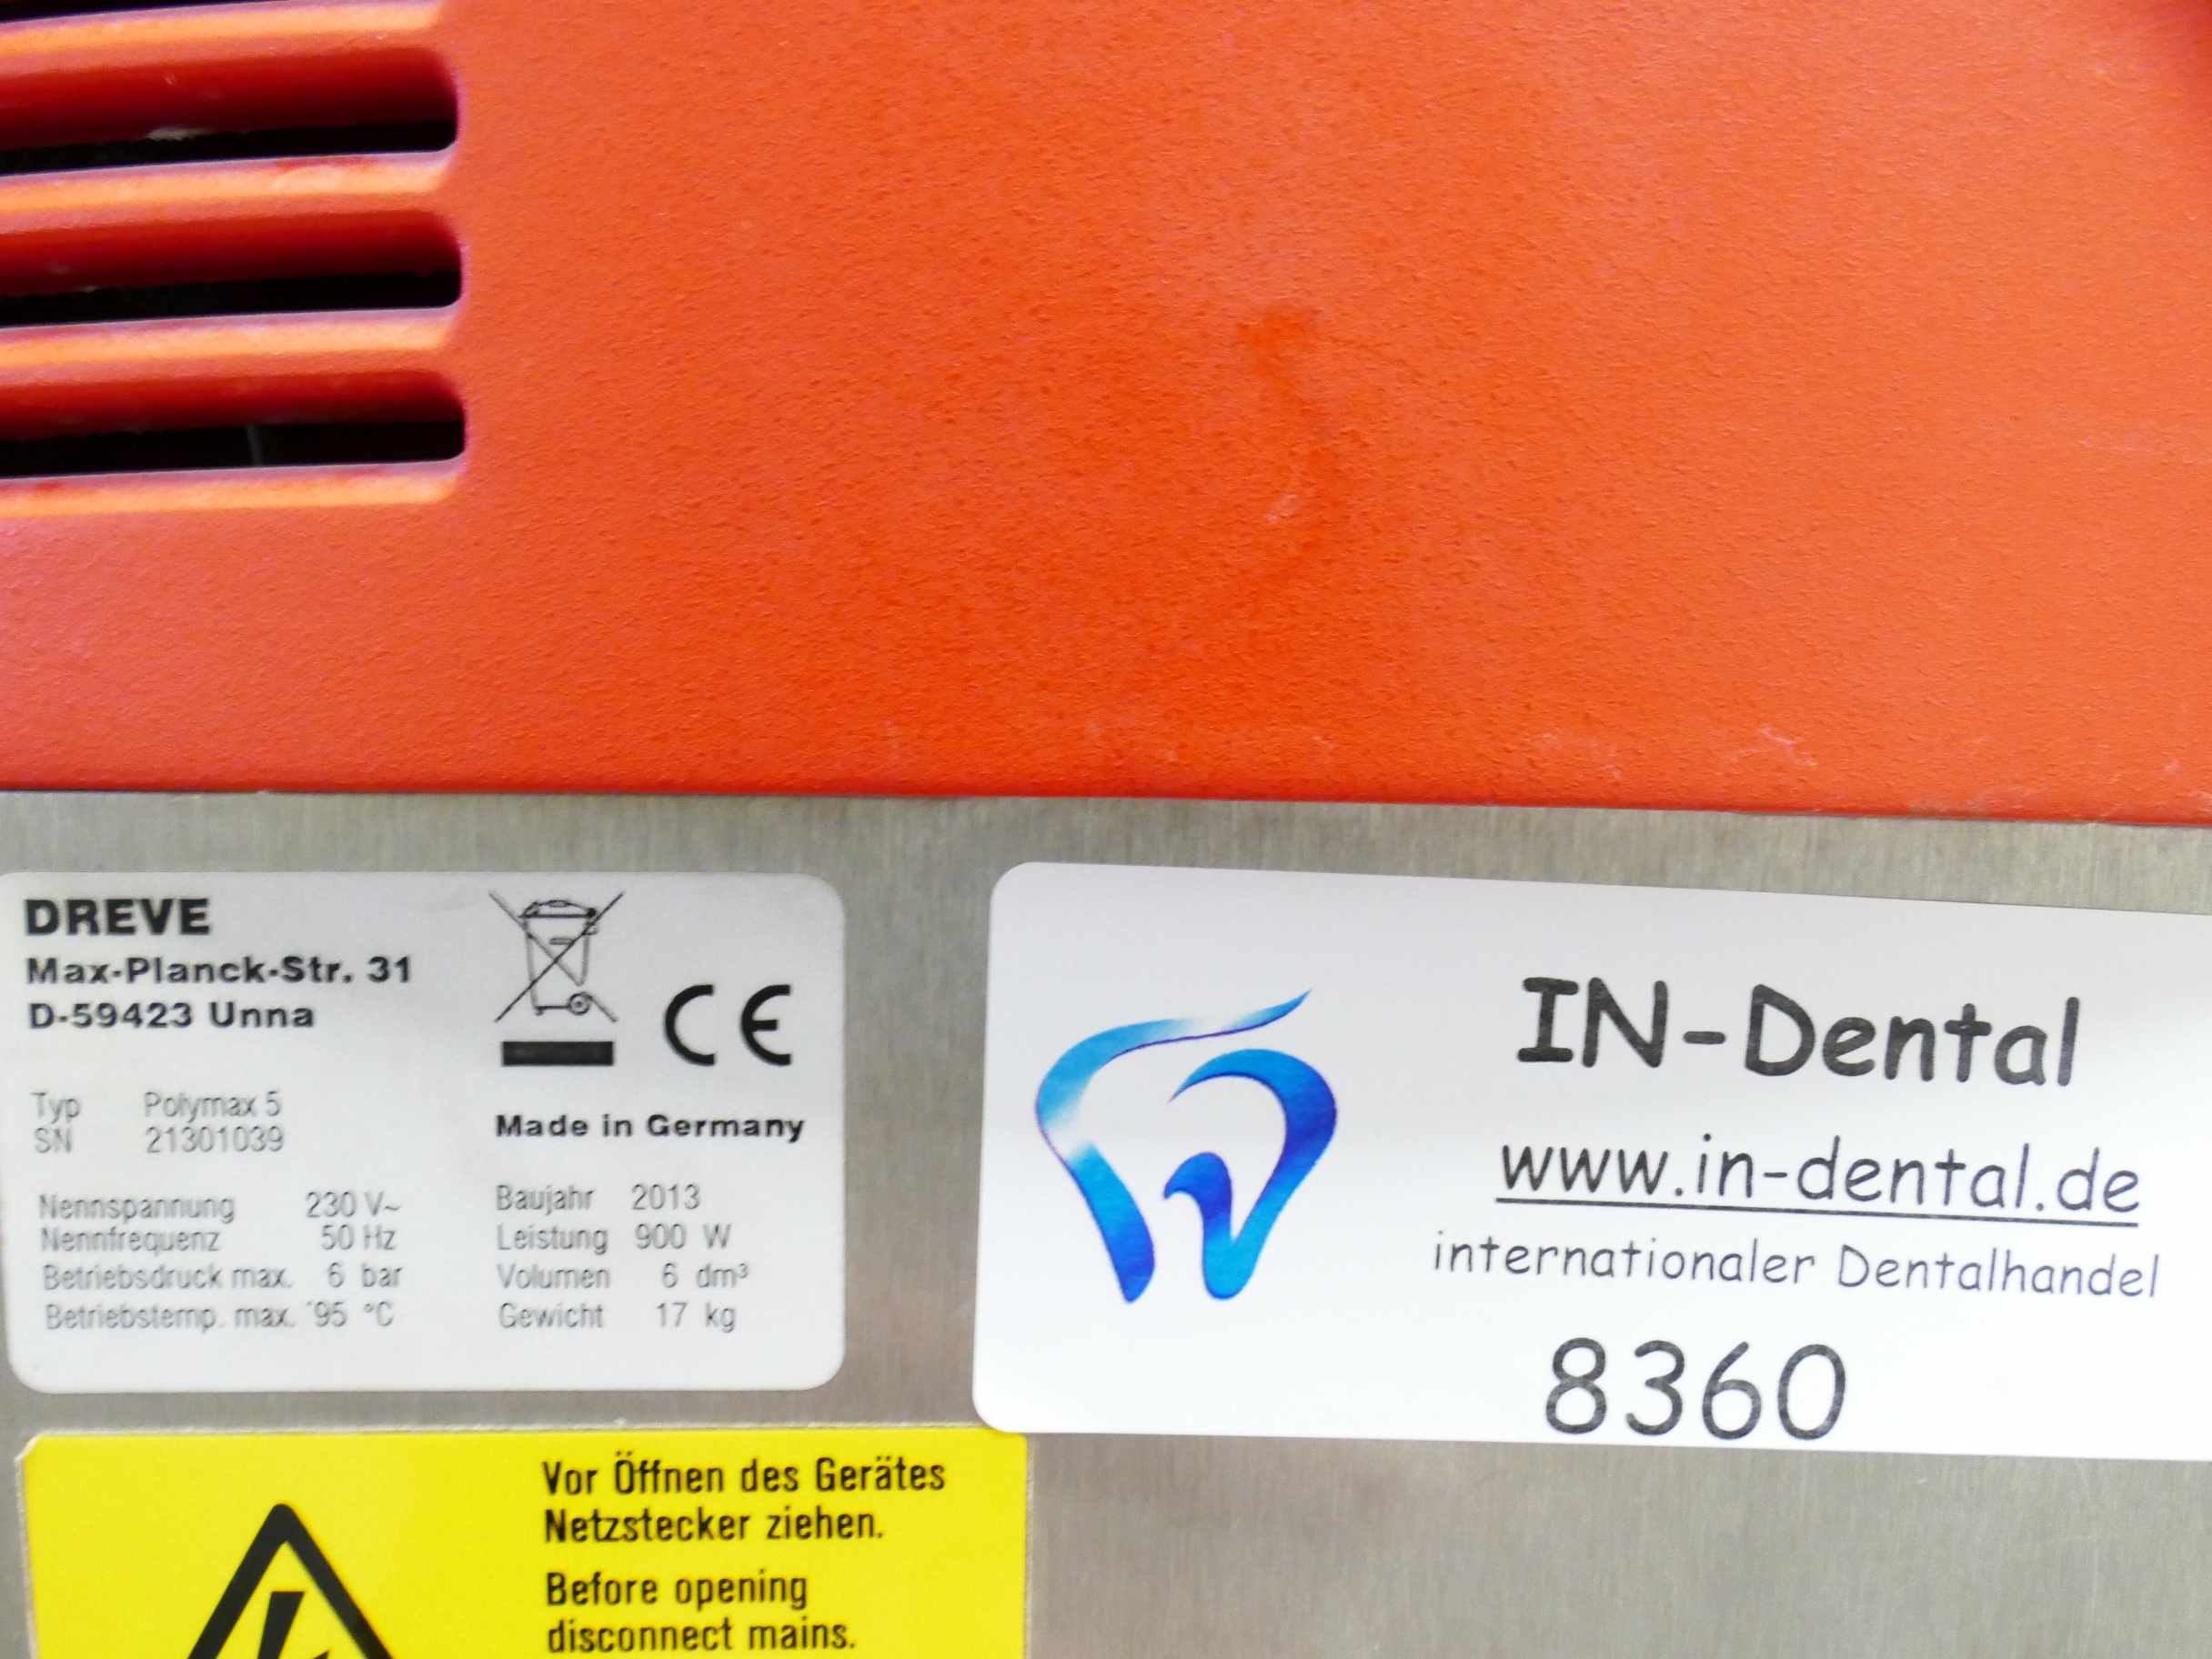 DREVE
Max-Planck-Str. 31
D-59423 Unna
CE
Typ Polymax 5
SN 21301039
Made in Germany
Nennspannung 230 V~
Nennfrequenz 50 Hz
Betriebsdruck max. 6 bar
Betriebstemp. max. 95 °C
Baujahr 2013
Leistung 900 W
Volumen 6 dm³
Gewicht 17 kg
IN-Dental
www.in-dental.de
internationaler Dentalhandel
8360
Vor Öffnen des Gerätes
Netzstecker ziehen.
Before opening
disconnect mains.